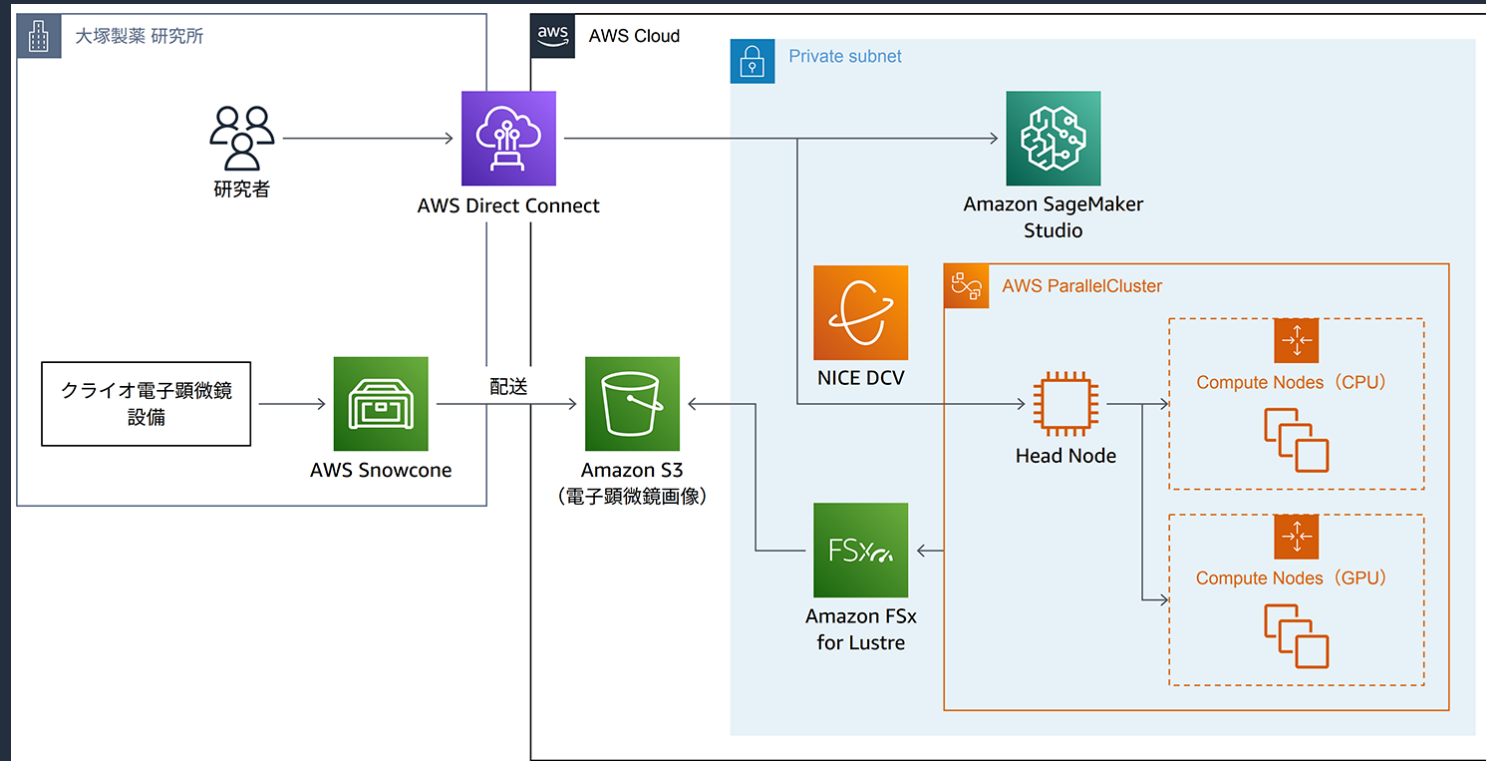 大塚製薬 研究所
aws
AWS Cloud
Private subnet
研究者
AWS Direct Connect
Amazon SageMaker
Studio
NICE DCV
AWS ParallelCluster
Compute Nodes（CPU）
Head Node
Compute Nodes（GPU）
クライオ電子顕微鏡
設備
AWS Snowcone
配送
Amazon S3
（電子顕微鏡画像）
FSx
Amazon FSx
for Lustre